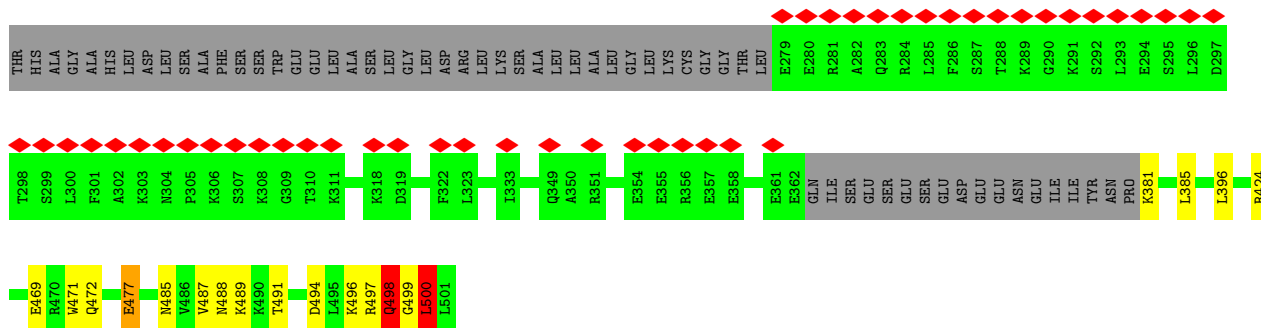 THR HIS ALA GLY ALA ALA HIS LEU ASP LEU SER ALA PHE SER SER TRP GLU GLU LEU ALA SER LEU GLY LEU ASP ARG LEU LYS SER ALA LEU LEU ALA LEU GLY LEU LYS CYS GLY GLY THR LEU E279 E280 R281 A282 Q283 R284 L285 F286 S287 T288 K289 G290 K291 S292 L293 E294 S295 L296 D297
T298 S299 L300 F301 A302 K303 N304 P305 K306 S307 K308 G309 T310 K311 K318 D319 F322 L323 I333 Q349 A350 R351 E354 E355 R356 E357 E358 E361 E362 GLN ILE SER GLU SER GLU SER GLU ASP GLU GLU ASN GLU ILE ILE TYR ASN PRO K381 L385 L396 R424
E469 R470 W471 Q472 E477 N485 V486 V487 N488 K489 K490 T491 D494 L495 K496 R497 Q498 G499 L500 L501